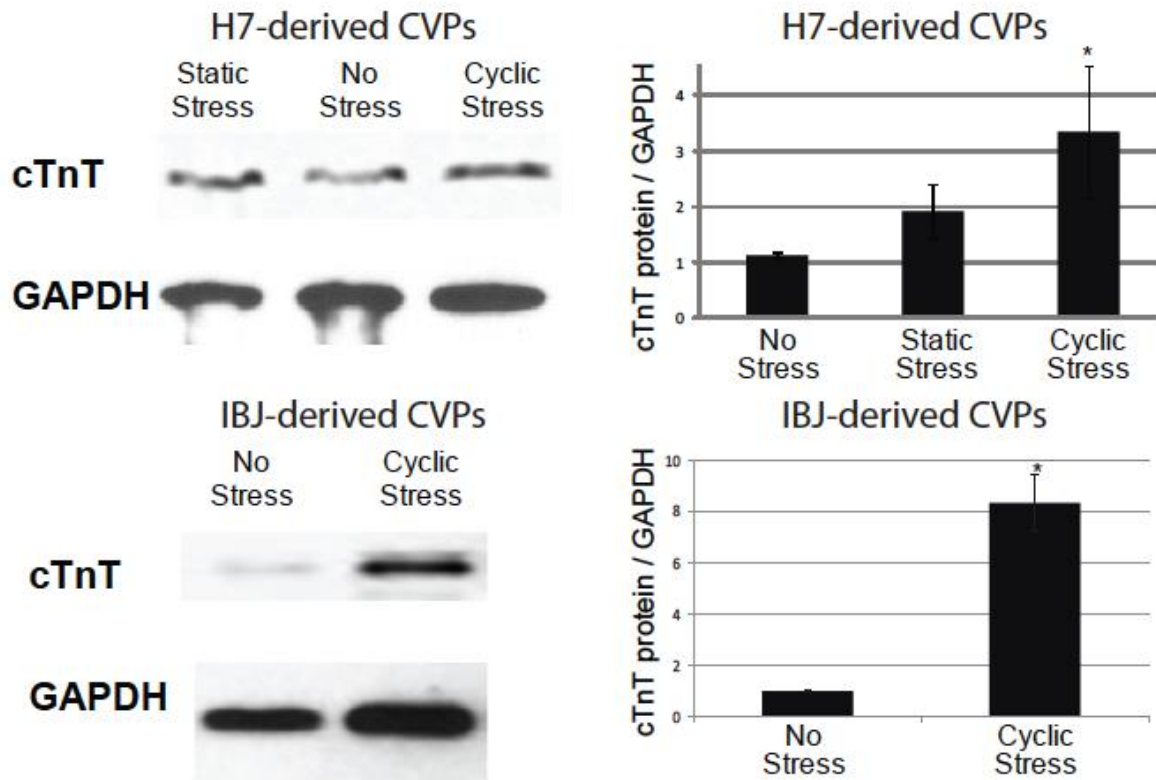 H7-derived CVPs
Static Stress
No Stress
Cyclic Stress
cTnT
GAPDH
H7-derived CVPs
cTnT protein / GAPDH
*
4
3
2
1
0
No Stress
Static Stress
Cyclic Stress
IBJ-derived CVPs
No Stress
Cyclic Stress
cTnT
GAPDH
IBJ-derived CVPs
cTnT protein / GAPDH
*
10
8
6
4
2
0
No Stress
Cyclic Stress